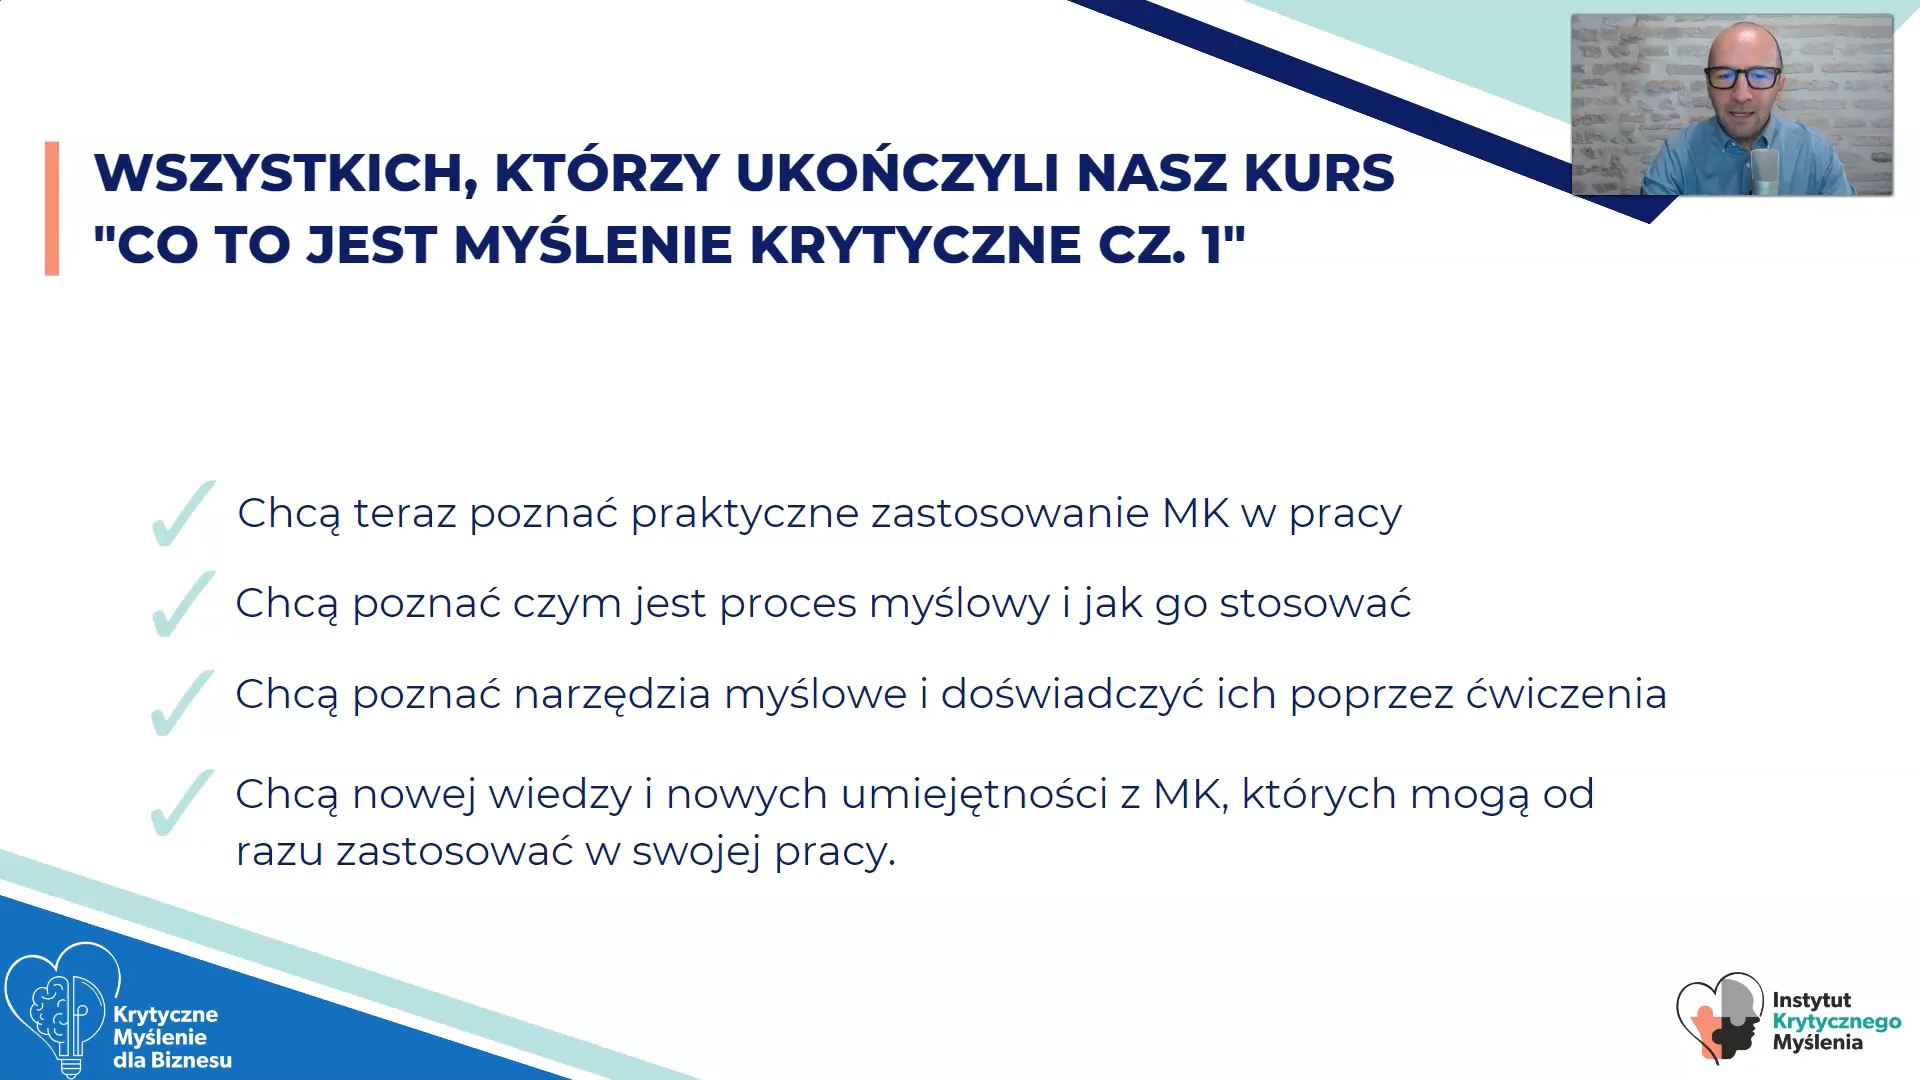 WSZYSTKICH, KTÓRZY UKOŃCZYLI NASZ KURS
"CO TO JEST MYŚLENIE KRYTYCZNE CZ. 1"
Chcą teraz poznać praktyczne zastosowanie MK w pracy
Chcą poznać czym jest proces myślowy i jak go stosować
Chcą poznać narzędzia myślowe i doświadczyć ich poprzez ćwiczenia
Chcą nowej wiedzy i nowych umiejętności z MK, których mogą od
razu zastosować w swojej pracy.
Krytyczne
Myślenie
dla Biznesu
Instytut
Krytycznego
Myślenia